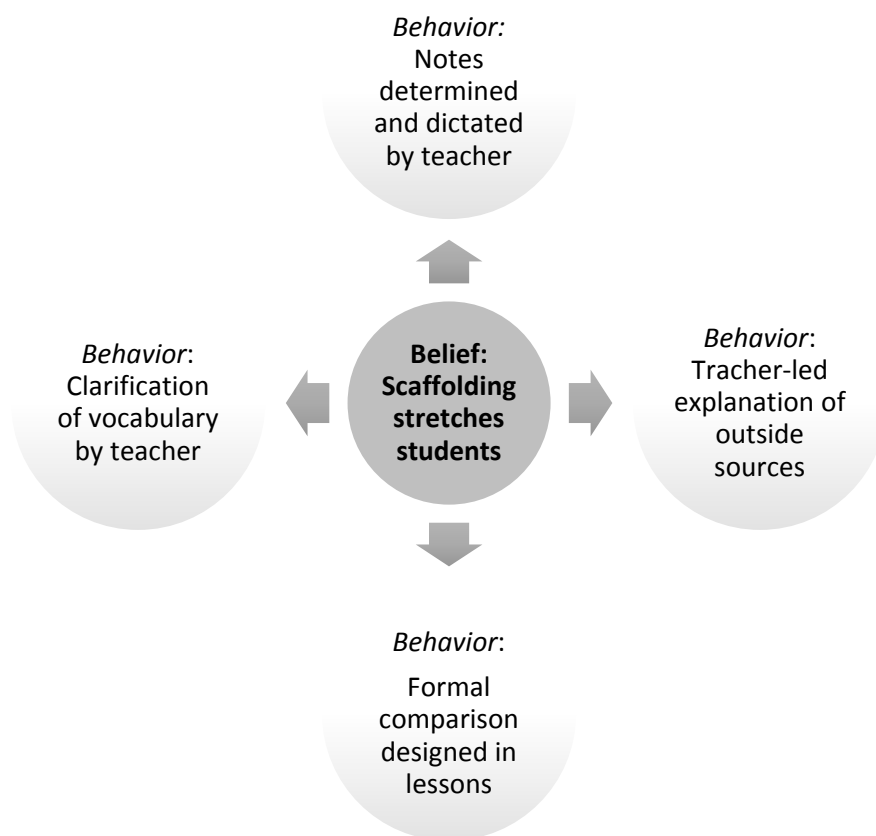 Behavior:
Notes
determined
and dictated
by teacher
Behavior:
Clarification
of vocabulary
by teacher
Belief:
Scaffolding
stretches
students
Behavior:
Tracher-led
explanation of
outside
sources
Behavior:
Formal
comparison
designed in
lessons